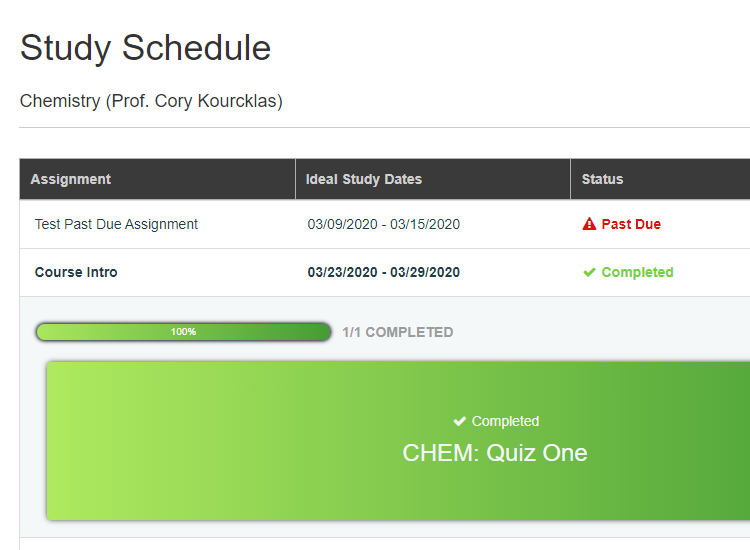 Study Schedule
Chemistry (Prof. Cory Kourcklas)
Assignment Ideal Study Dates Status
Test Past Due Assignment 03/09/2020 - 03/15/2020 Past Due
Course Intro 03/23/2020 - 03/29/2020 Completed
100% 1/1 COMPLETED
Completed
CHEM: Quiz One